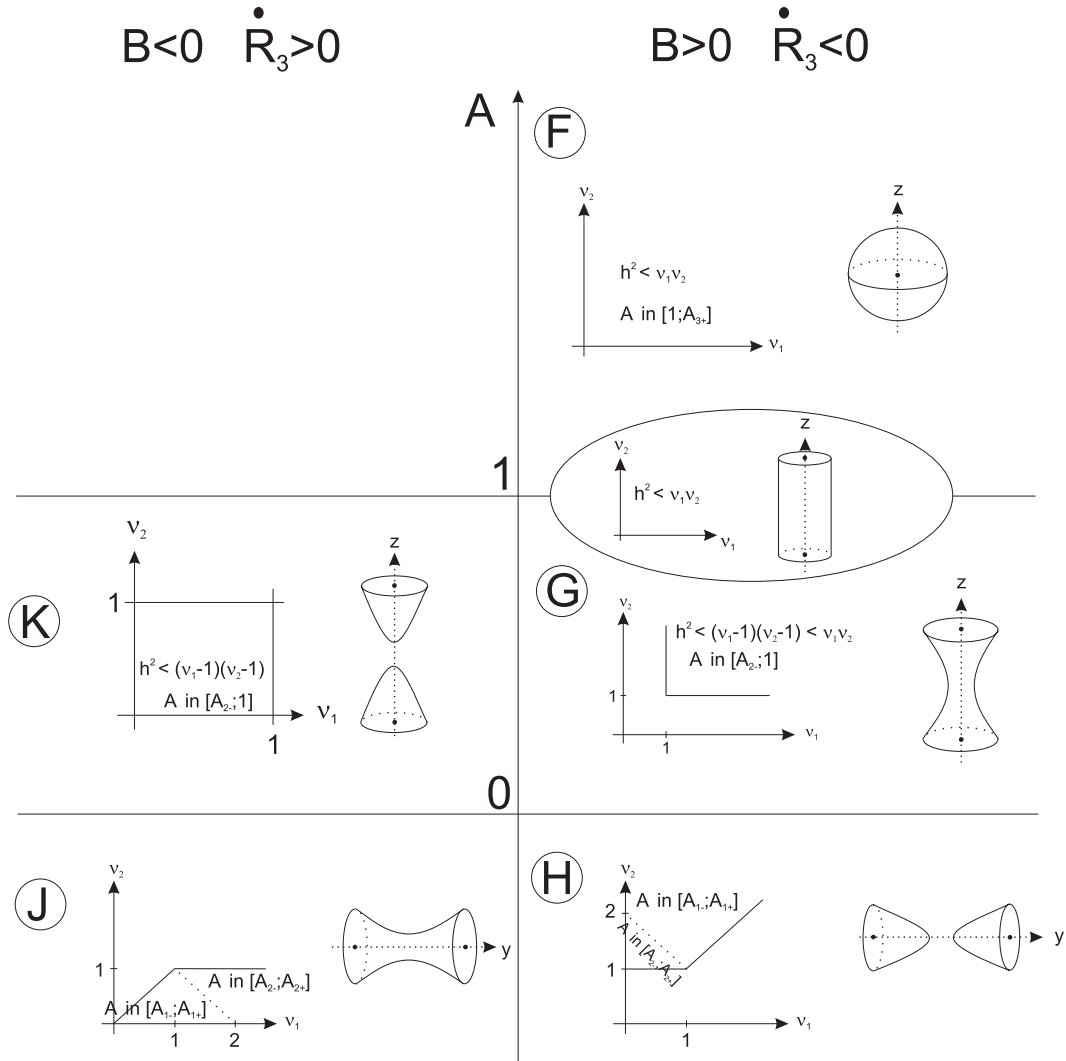 B<0 Ṙ₃>0
B>0 Ṙ₃<0
A
F
ν₂
h² < ν₁ν₂
A in [1;A₃₊]
ν₁
z
1
ν₂
h² < ν₁ν₂
ν₁
z
K
ν₂
1
h² < (ν₁-1)(ν₂-1)
A in [A₂₋;1]
ν₁
1
z
G
ν₂
h² < (ν₁-1)(ν₂-1) < ν₁ν₂
A in [A₂₋;1]
1
ν₁
1
z
0
J
ν₂
1
A in [A₂₋;A₂₊]
A in [A₁₋;A₁₊]
ν₁
1 2
y
H
ν₂
A in [A₁₋;A₁₊]
2
A in [A₂₋;A₂₊]
1
ν₁
1
y